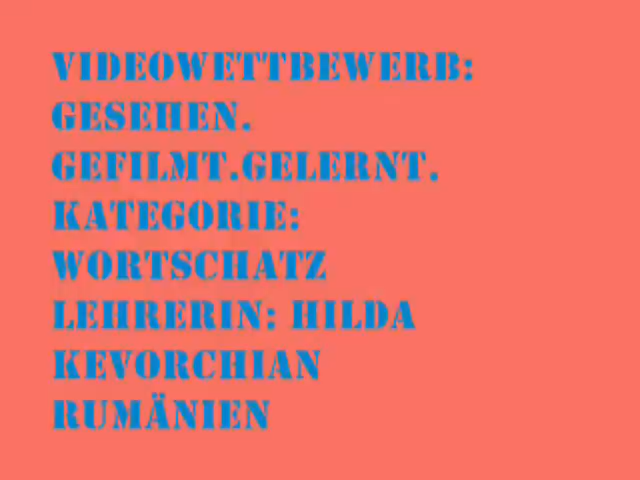 VIDEOWETTBEWERB:
GESEHEN.
GEFILMT.GELERNT.
KATEGORIE:
WORTSCHATZ
LEHRERIN: HILDA
KEVORCHIAN
RUMÄNIEN